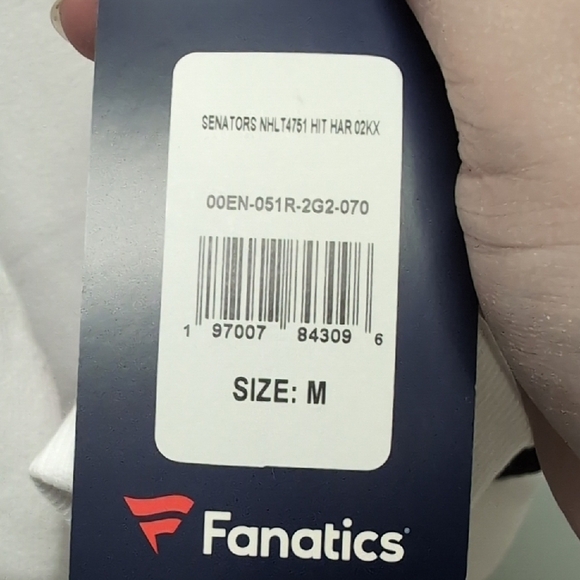 SENATORS NHLT4751 HIT HAR 02KX
00EN-051R-2G2-070
1 97007 84309 6
SIZE: M
Fanatics